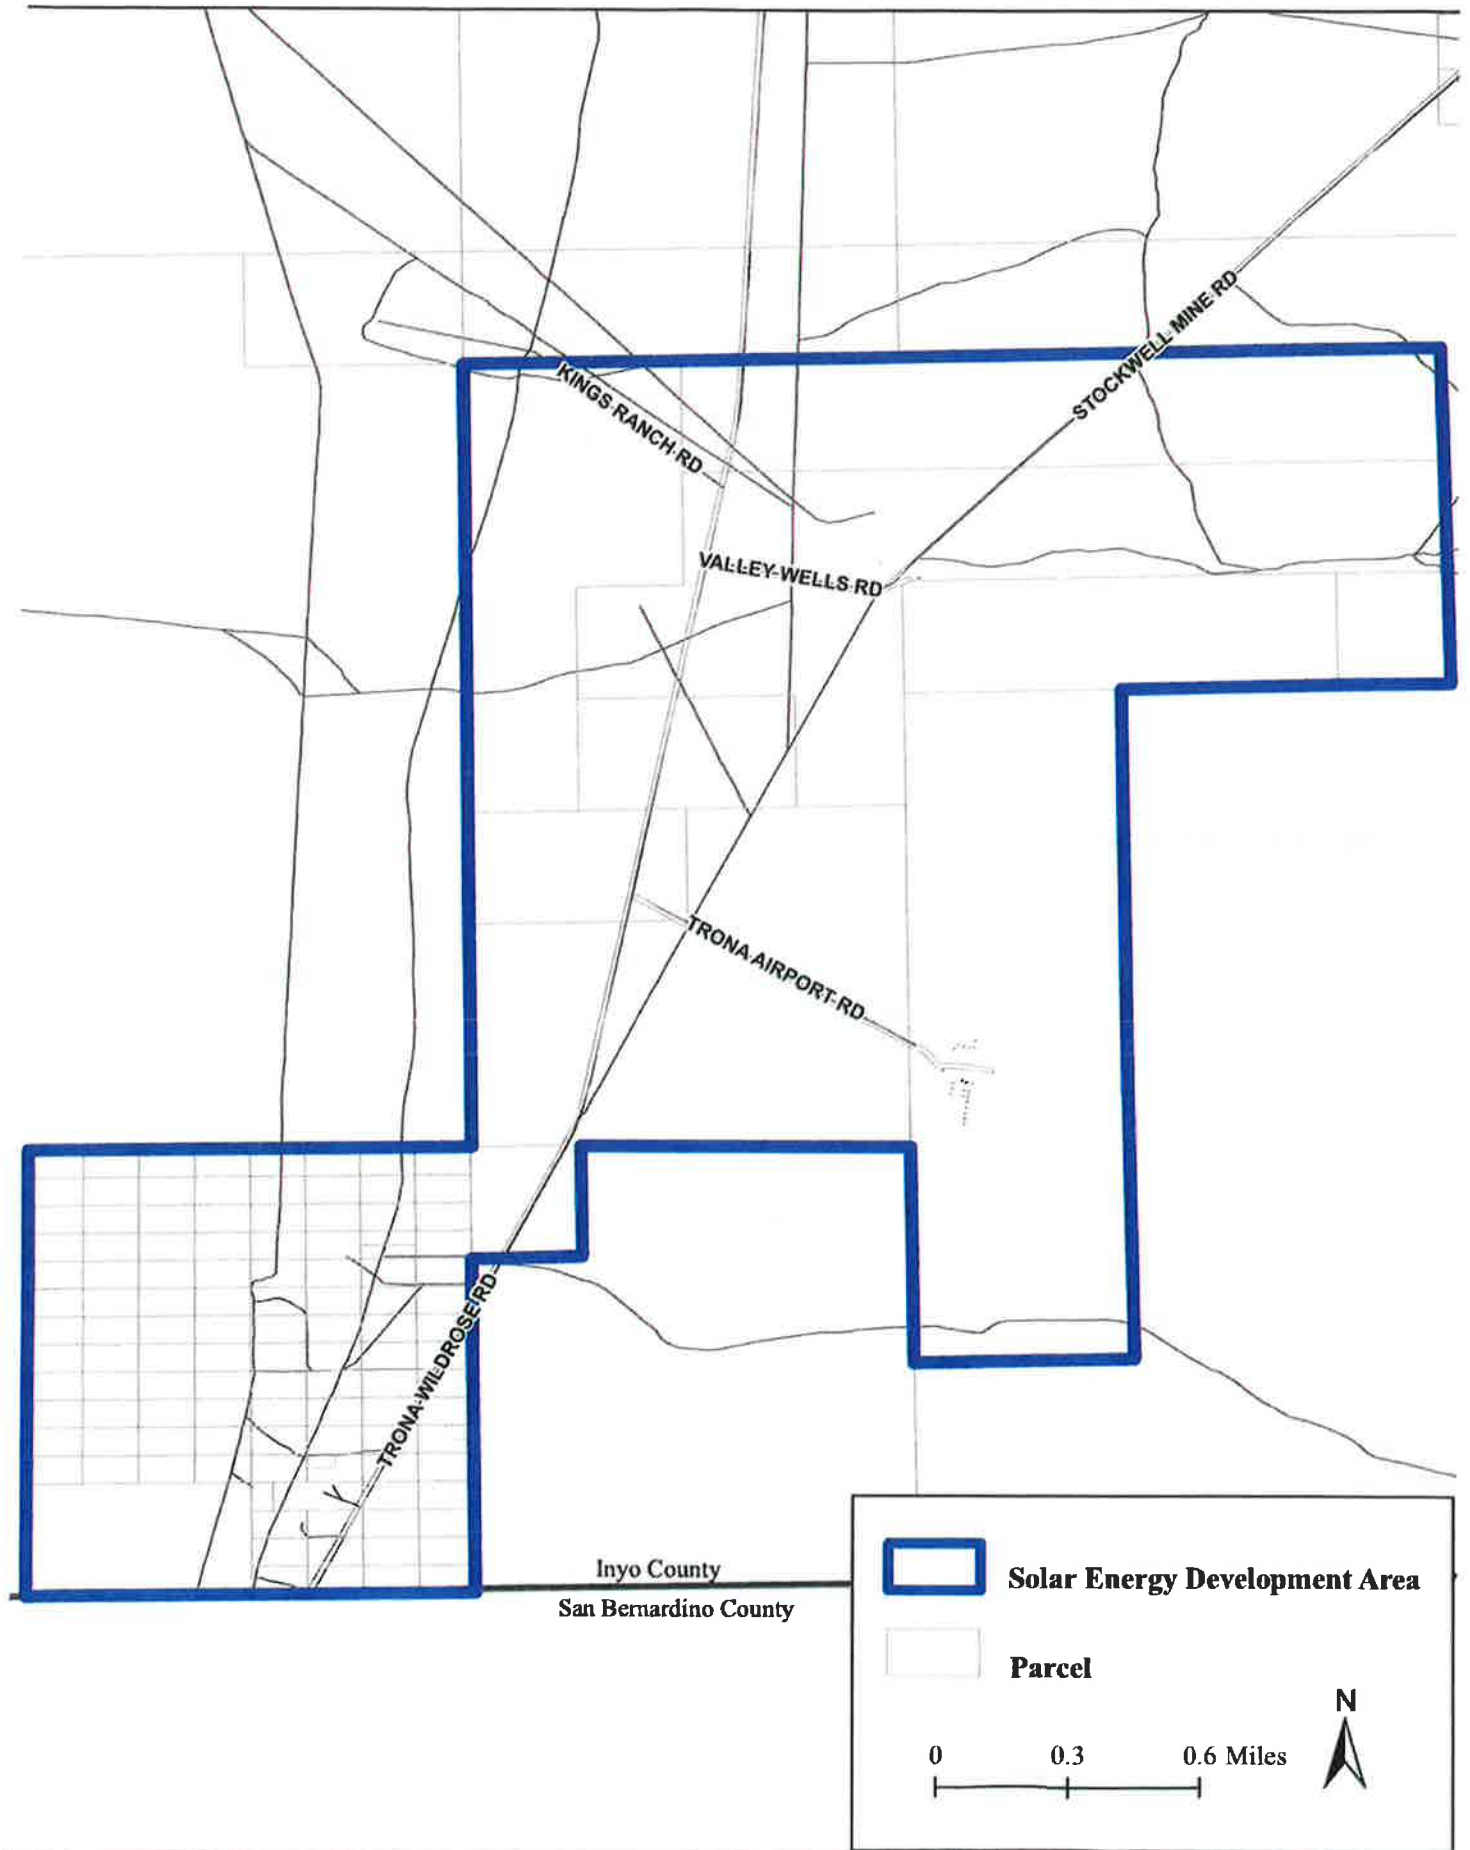 STOCKWELL MINE RD
KINGS RANCH RD
VALLEY WELLS RD
TRONA AIRPORT RD
TRONA WILDROSE RD
Inyo County
San Bernardino County
Solar Energy Development Area
Parcel
N
0 0.3 0.6 Miles